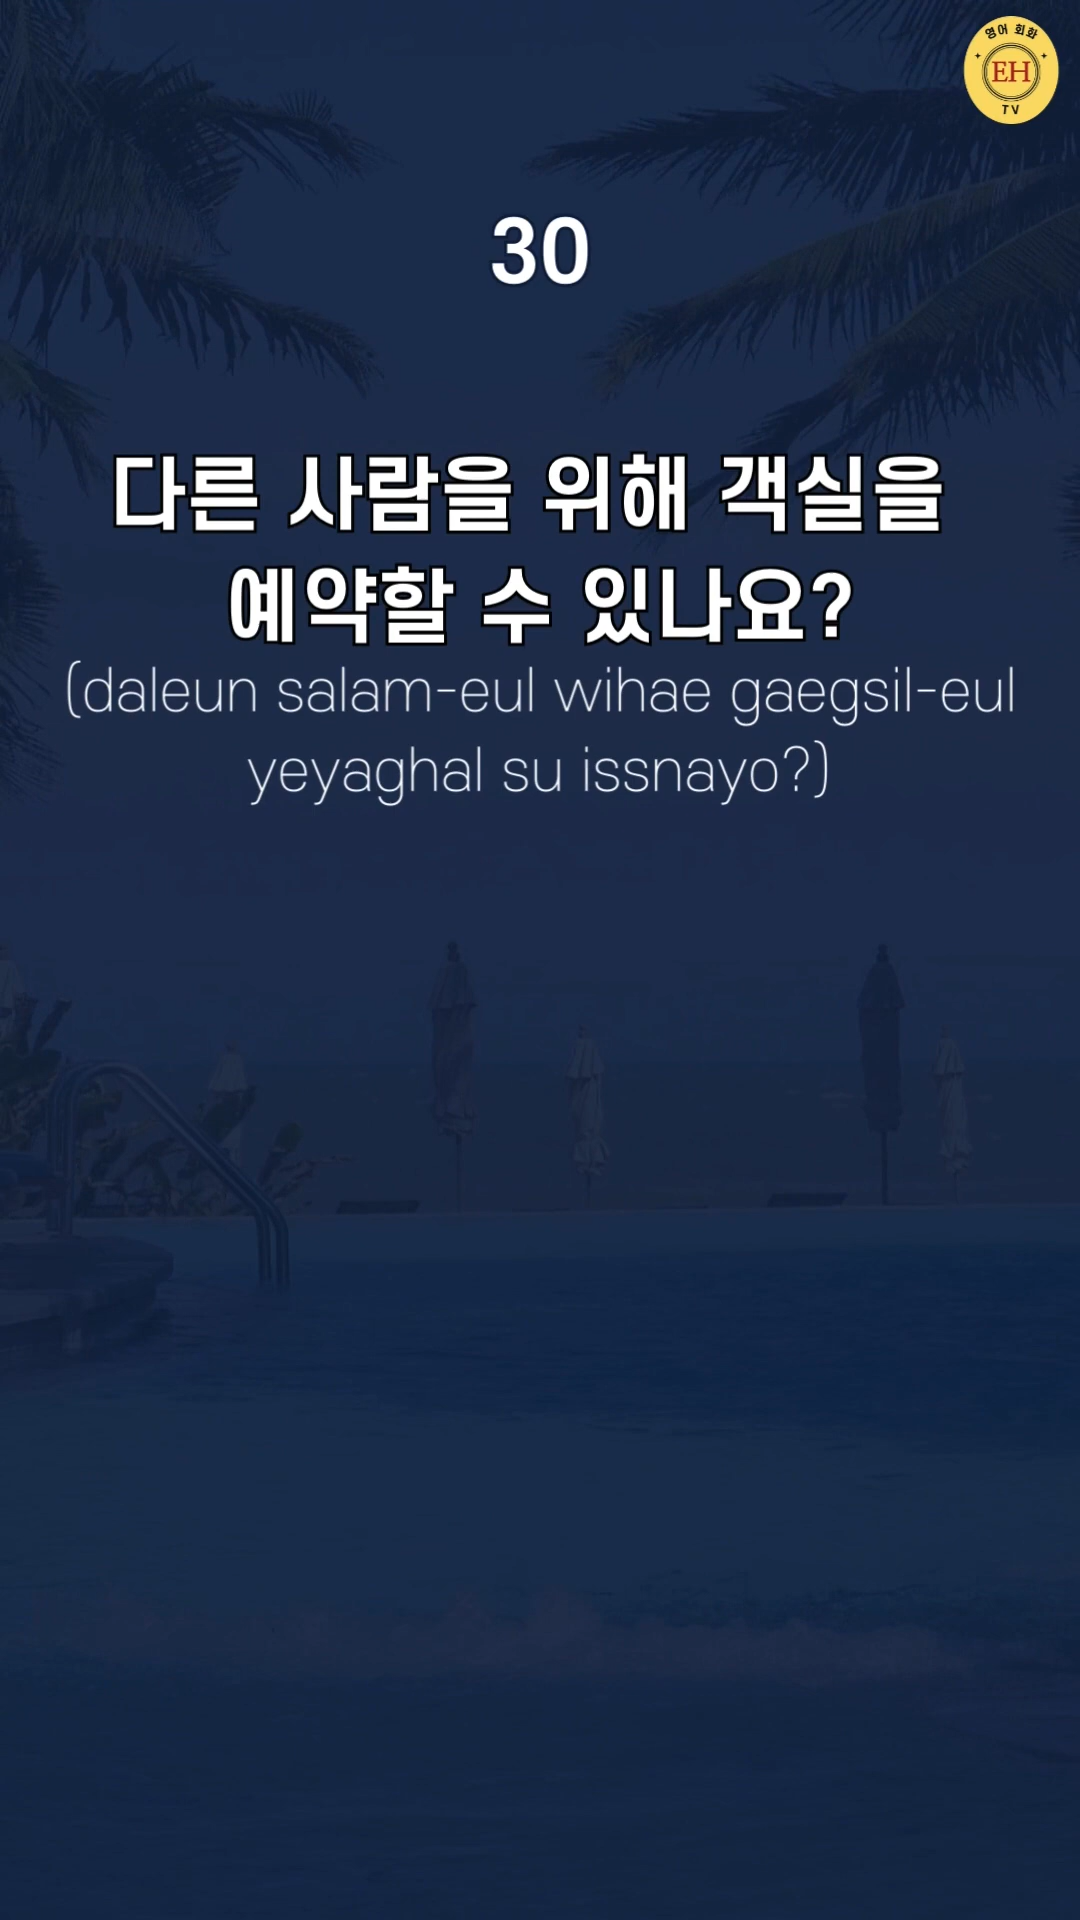 영어 회화
EH
TV
30
다른 사람을 위해 객실을
예약할 수 있나요?
(daleun salam-eul wihae gaegsil-eul
yeyaghal su issnayo?)